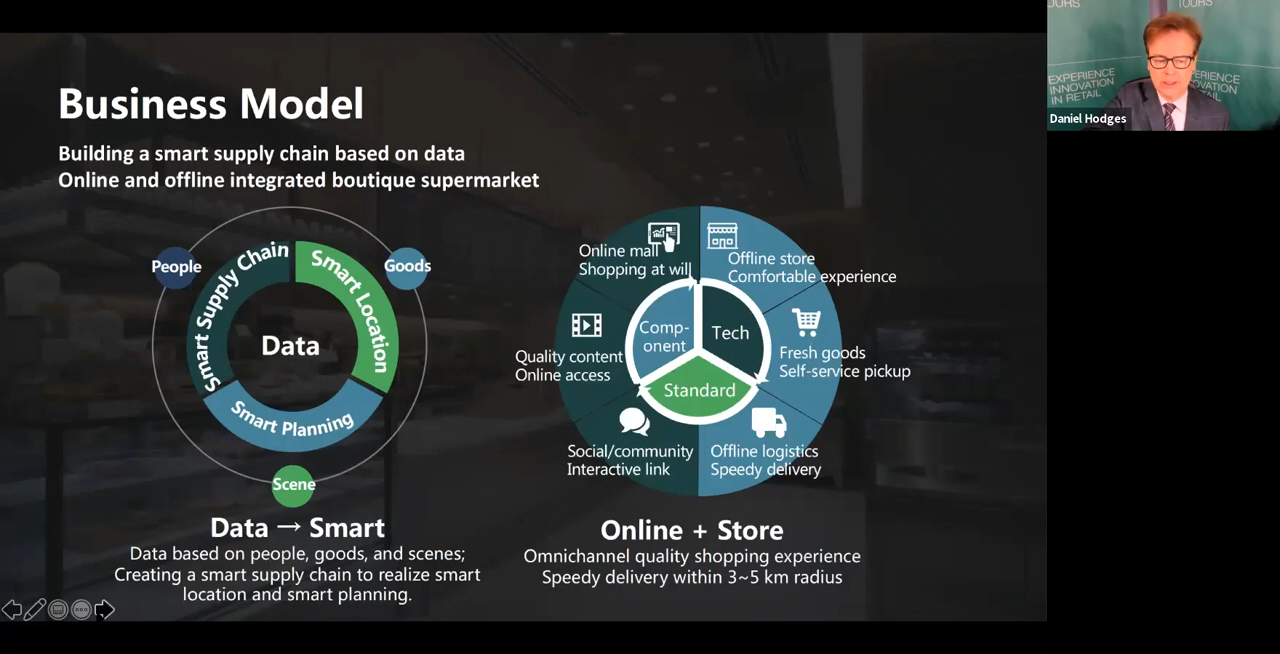 Business Model
Building a smart supply chain based on data
Online and offline integrated boutique supermarket
People
Goods
Scene
Smart Supply Chain
Smart Location
Smart Planning
Data
Data → Smart
Data based on people, goods, and scenes;
Creating a smart supply chain to realize smart
location and smart planning.
Online mall
Shopping at will
Offline store
Comfortable experience
Quality content
Online access
Fresh goods
Self-service pickup
Social/community
Interactive link
Offline logistics
Speedy delivery
Comp-
onent
Tech
Standard
Online + Store
Omnichannel quality shopping experience
Speedy delivery within 3~5 km radius
TOURS
EXPERIENCE
INNOVATION
IN RETAIL
Daniel Hodges